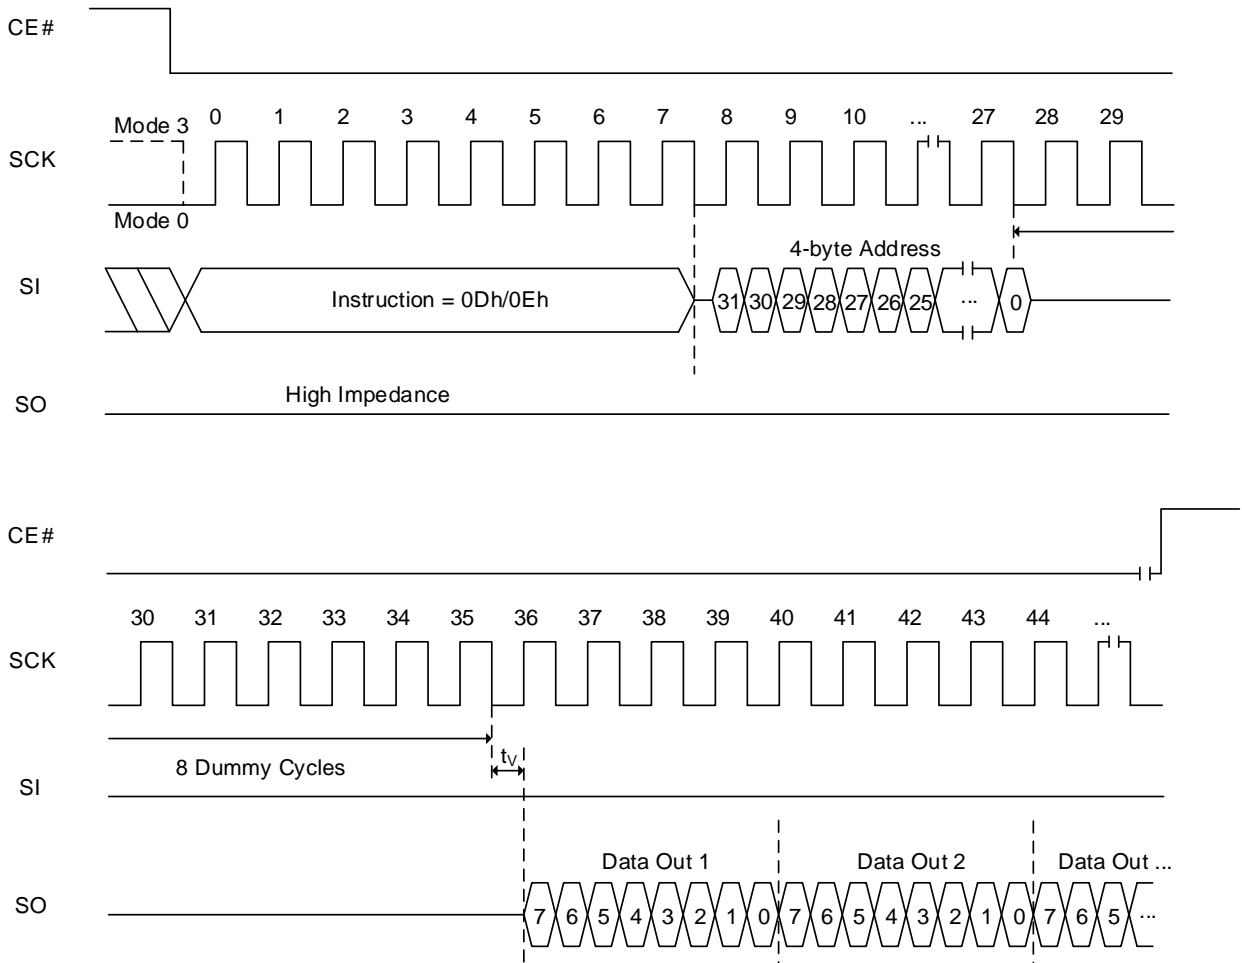 CE#
Mode 3 0 1 2 3 4 5 6 7 8 9 10 ... 27 28 29
SCK
Mode 0
4-byte Address
SI Instruction = 0Dh/0Eh 31 30 29 28 27 26 25 ... 0
High Impedance
SO
CE#
30 31 32 33 34 35 36 37 38 39 40 41 42 43 44 ...
SCK
8 Dummy Cycles tV
SI
Data Out 1 Data Out 2 Data Out ...
SO 7 6 5 4 3 2 1 0 7 6 5 4 3 2 1 0 7 6 5 ...